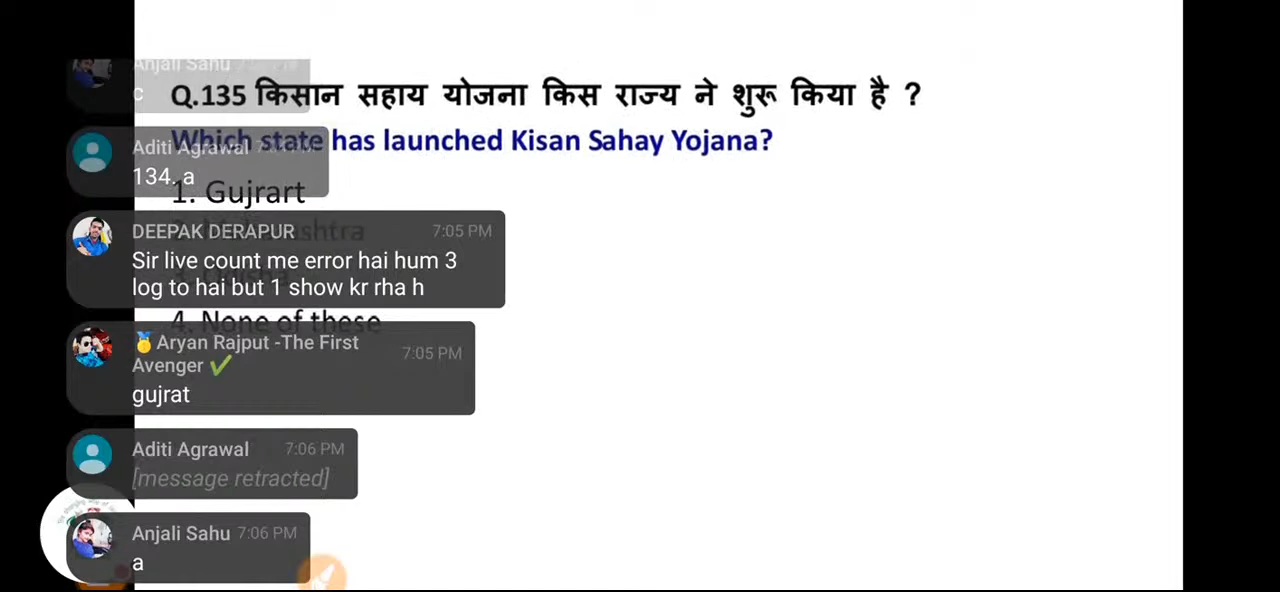 Anjali Sahu
c
Q.135 किसान सहाय योजना किस राज्य ने शुरू किया है ?
Which state has launched Kisan Sahay Yojana?
Aditi Agrawal
134. a
1. Gujrart
DEEPAK DERAPUR 7:05 PM
Sir live count me error hai hum 3
log to hai but 1 show kr rha h
4. None of these
🥇Aryan Rajput -The First
Avenger ✔ 7:05 PM
gujrat
Aditi Agrawal 7:06 PM
[message retracted]
Anjali Sahu 7:06 PM
a